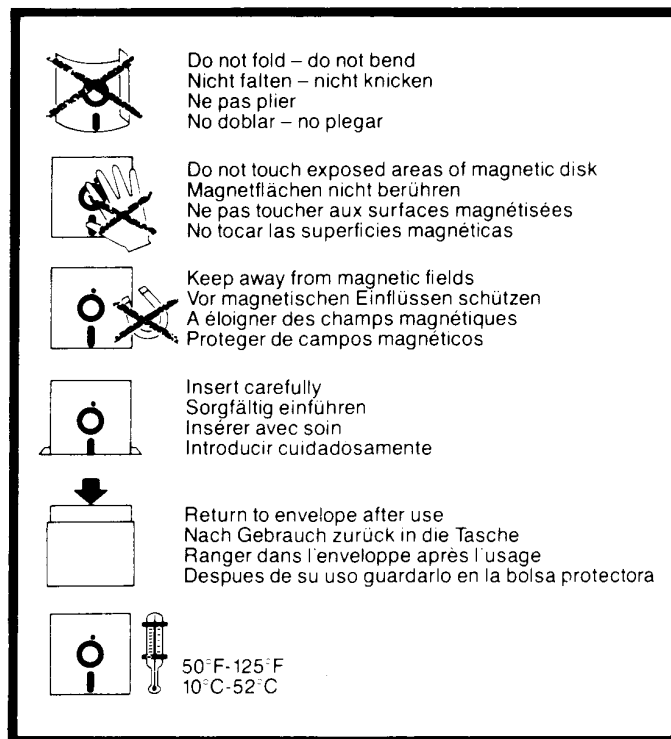 Do not fold – do not bend
Nicht falten – nicht knicken
Ne pas plier
No doblar – no plegar
Do not touch exposed areas of magnetic disk
Magnetflächen nicht berühren
Ne pas toucher aux surfaces magnétisées
No tocar las superficies magnéticas
Keep away from magnetic fields
Vor magnetischen Einflüssen schützen
A éloigner des champs magnétiques
Proteger de campos magnéticos
Insert carefully
Sorgfältig einführen
Insérer avec soin
Introducir cuidadosamente
Return to envelope after use
Nach Gebrauch zurück in die Tasche
Ranger dans l'enveloppe après l'usage
Despues de su uso guardarlo en la bolsa protectora
50°F-125°F
10°C-52°C